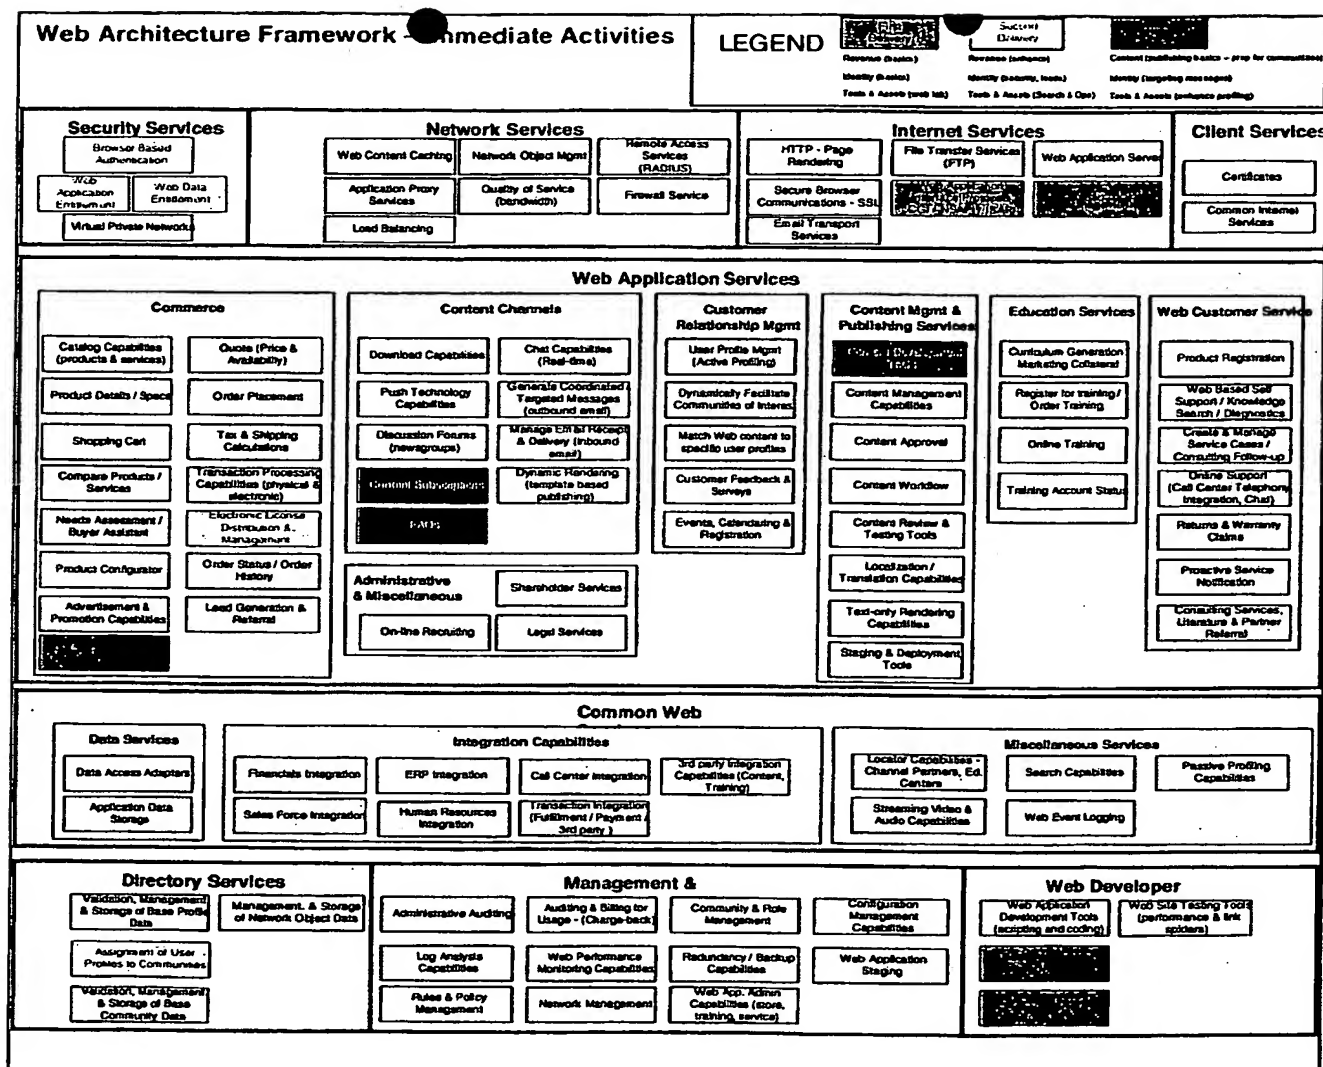 Web Architecture Framework - mmediate Activities
LEGEND
Delivery
Success
Delivery
Revenue (basics)
Revenue (enhance)
Content (publishing basics - prep for communities)
Identity (basics)
Identity (security, leads)
Identity (targeting messages)
Tools & Assets (web lab)
Tools & Assets (Search & Ops)
Tools & Assets (enhance profiling)
Security Services
Browser Based
Authentication
Web
Application
Entitlement
Web Data
Entitlement
Virtual Private Networks
Network Services
Web Content Caching
Network Object Mgmt
Remote Access
Services
(RADIUS)
Application Proxy
Services
Quality of Service
(bandwidth)
Firewall Service
Load Balancing
Internet Services
HTTP - Page
Rendering
File Transfer Services
(FTP)
Web Application Server
Secure Browser
Communications - SSL
Email Transport
Services
Client Services
Certificates
Common Internet
Services
Web Application Services
Commerce
Catalog Capabilities
(products & services)
Quote (Price &
Availability)
Product Details / Specs
Order Placement
Shopping Cart
Tax & Shipping
Calculations
Compare Products /
Services
Transaction Processing
Capabilities (physical &
electronic)
Needs Assessment /
Buyer Assistant
Electronic License
Distribution &
Management
Product Configurator
Order Status / Order
History
Advertisement &
Promotion Capabilities
Lead Generation &
Referral
Content Channels
Download Capabilities
Chat Capabilities
(Real-time)
Push Technology
Capabilities
Generate Coordinated /
Targeted Messages
(outbound email)
Discussion Forums
(newsgroups)
Manage Email Receipt
& Delivery (Inbound
email)
Content Subscriptions
Dynamic Rendering
(template based
publishing)
FAQS
Administrative
& Miscellaneous
Shareholder Services
On-line Recruiting
Legal Services
Customer
Relationship Mgmt
User Profile Mgmt
(Active Profiling)
Dynamically Facilitate
Communities of Interest
Match Web content to
specific user profiles
Customer Feedback &
Surveys
Events, Calendaring &
Registration
Content Mgmt &
Publishing Services
Content Development
Tools
Content Management
Capabilities
Content Approval
Content Workflow
Content Review &
Testing Tools
Localization /
Translation Capabilities
Text-only Rendering
Capabilities
Staging & Deployment
Tools
Education Services
Curriculum Generation
Marketing Collateral
Register for training /
Order Training
Online Training
Training Account Status
Web Customer Service
Product Registration
Web Based Self
Support / Knowledge
Search / Diagnostics
Create & Manage
Service Cases /
Consulting Follow-up
Online Support
(Call Center Telephony
Integration, Chat)
Returns & Warranty
Claims
Proactive Service
Notification
Consulting Services,
Literature & Partner
Referral
Common Web
Data Services
Data Access Adapters
Application Data
Storage
Integration Capabilities
Financials Integration
ERP Integration
Call Center Integration
3rd party Integration
Capabilities (Content,
Training)
Sales Force Integration
Human Resources
Integration
Transaction Integration
(Fulfillment / Payment /
3rd party )
Miscellaneous Services
Locator Capabilities -
Channel Partners, Ed.
Centers
Search Capabilities
Passive Profiling
Capabilities
Streaming Video &
Audio Capabilities
Web Event Logging
Directory Services
Validation, Management
& Storage of Base Profile
Data
Management. & Storage
of Network Object Data
Assignment of User
Profiles to Communities
Validation, Management
& Storage of Base
Community Data
Management &
Administrative Auditing
Auditing & Billing for
Usage - (Charge-back)
Community & Role
Management
Configuration
Management
Capabilities
Log Analysis
Capabilities
Web Performance
Monitoring Capabilities
Redundancy / Backup
Capabilities
Web Application
Staging
Rules & Policy
Management
Network Management
Web App. Admin
Capabilities (store,
training, service)
Web Developer
Web Application
Development Tools
(scripting and coding)
Web Site Testing Tools
(performance & link
spiders)